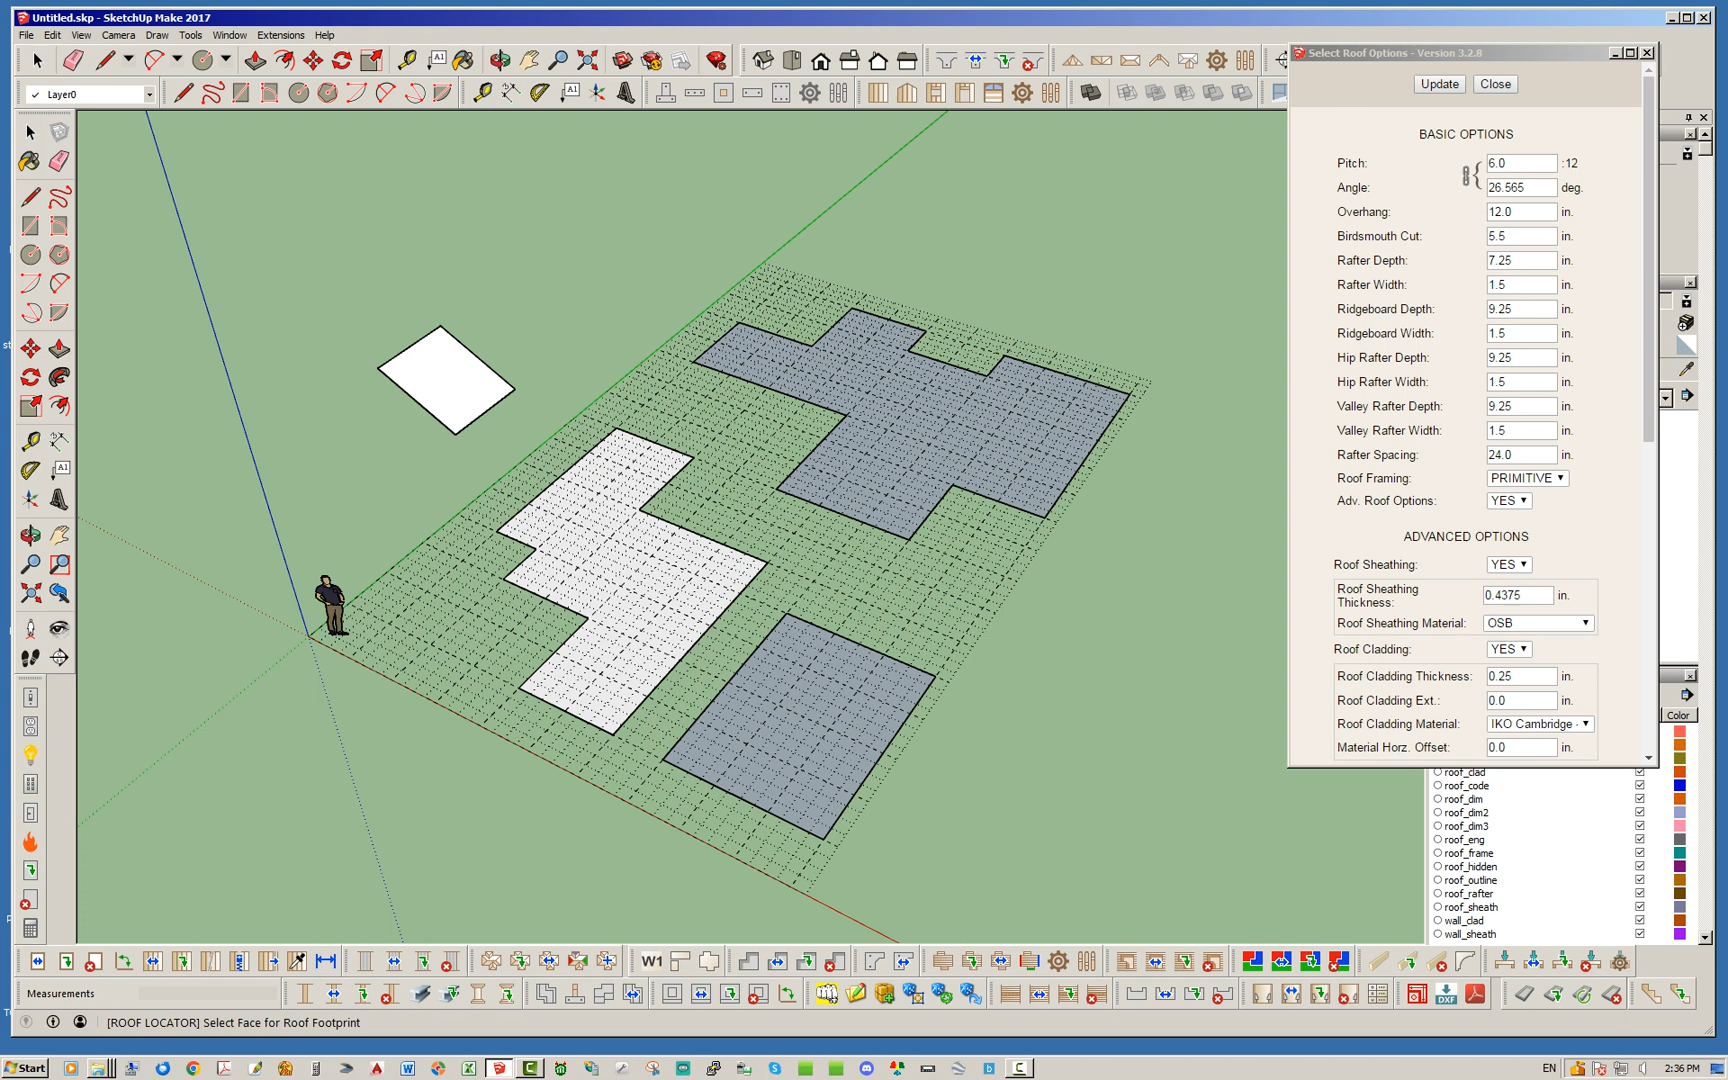 Untitled.skp - SketchUp Make 2017
File Edit View Camera Draw Tools Window Extensions Help
Layer0
Select Roof Options - Version 3.2.8
Update Close
BASIC OPTIONS
Pitch: 6.0 :12
Angle: 26.565 deg.
Overhang: 12.0 in.
Birdsmouth Cut: 5.5 in.
Rafter Depth: 7.25 in.
Rafter Width: 1.5 in.
Ridgeboard Depth: 9.25 in.
Ridgeboard Width: 1.5 in.
Hip Rafter Depth: 9.25 in.
Hip Rafter Width: 1.5 in.
Valley Rafter Depth: 9.25 in.
Valley Rafter Width: 1.5 in.
Rafter Spacing: 24.0 in.
Roof Framing: PRIMITIVE
Adv. Roof Options: YES
ADVANCED OPTIONS
Roof Sheathing: YES
Roof Sheathing
Thickness: 0.4375 in.
Roof Sheathing Material: OSB
Roof Cladding: YES
Roof Cladding Thickness: 0.25 in.
Roof Cladding Ext.: 0.0 in.
Roof Cladding Material: IKO Cambridge -
Material Horz. Offset: 0.0 in.
Color
roof_clad
roof_code
roof_dim
roof_dim2
roof_dim3
roof_eng
roof_frame
roof_hidden
roof_outline
roof_rafter
roof_sheath
wall_clad
wall_sheath
W1
Measurements
DXF
[ROOF LOCATOR] Select Face for Roof Footprint
Start
EN
2:36 PM